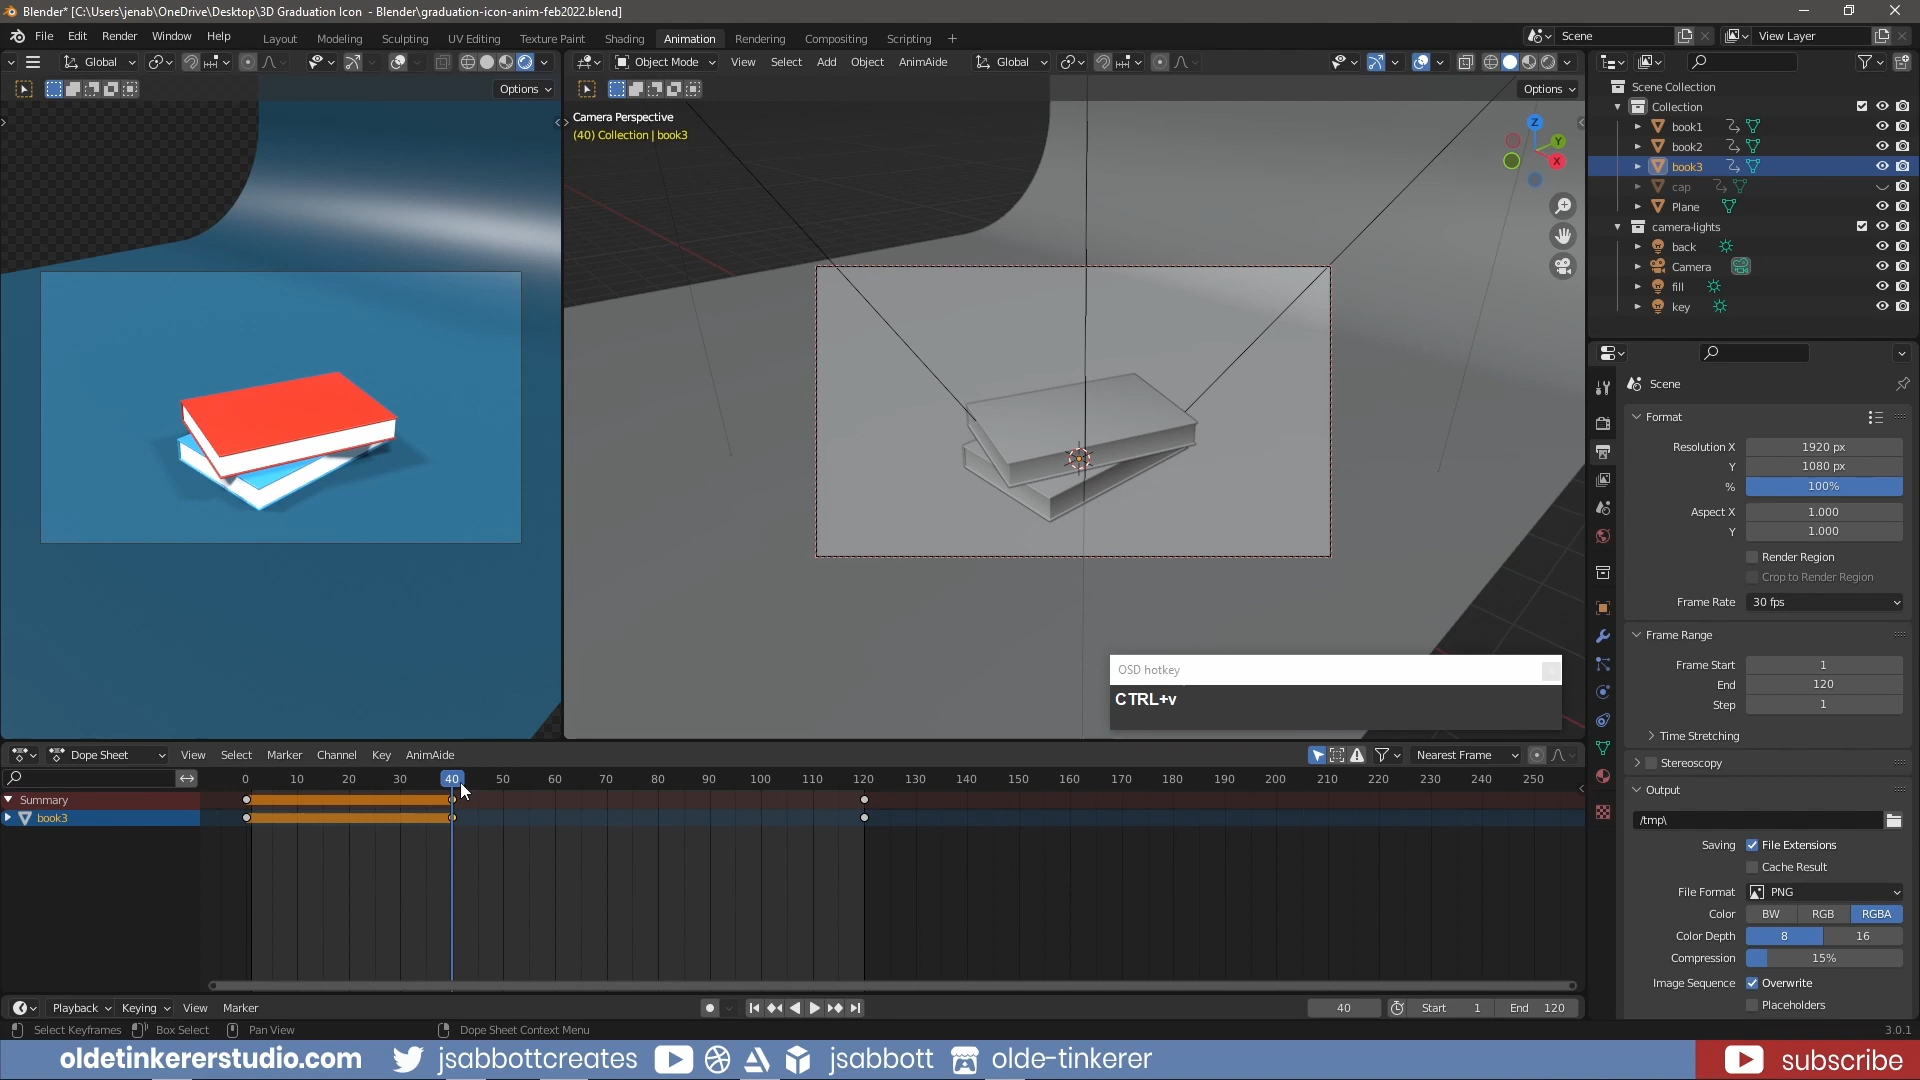 Blender* [C:\Users\jenab\OneDrive\Desktop\3D Graduation Icon - Blender\graduation-icon-anim-feb2022.blend]
File Edit Render Window Help Layout Modeling Sculpting UV Editing Texture Paint Shading Animation Rendering Compositing Scripting + Scene View Layer
Global Object Mode View Select Add Object AnimAide Global
Options Options
Camera Perspective
(40) Collection | book3
Z
Y
X
Scene Collection
Collection
book1
book2
book3
cap
Plane
camera-lights
back
Camera
fill
key
Scene
Format
Resolution X 1920 px
Y 1080 px
% 100%
Aspect X 1.000
Y 1.000
Render Region
Crop to Render Region
Frame Rate 30 fps
Frame Range
Frame Start 1
End 120
Step 1
Time Stretching
Stereoscopy
Output
/tmp\
Saving File Extensions
Cache Result
File Format PNG
Color BW RGB RGBA
Color Depth 8 16
Compression 15%
Image Sequence Overwrite
Placeholders
OSD hotkey
CTRL+v
Dope Sheet View Select Marker Channel Key AnimAide Nearest Frame
0 10 20 30 40 50 60 70 80 90 100 110 120 130 140 150 160 170 180 190 200 210 220 230 240 250
Summary
book3
Playback Keying View Marker 40 Start 1 End 120
Select Keyframes Box Select Pan View Dope Sheet Context Menu 3.0.1
oldetinkererstudio.com jsabbottcreates jsabbott olde-tinkerer subscribe